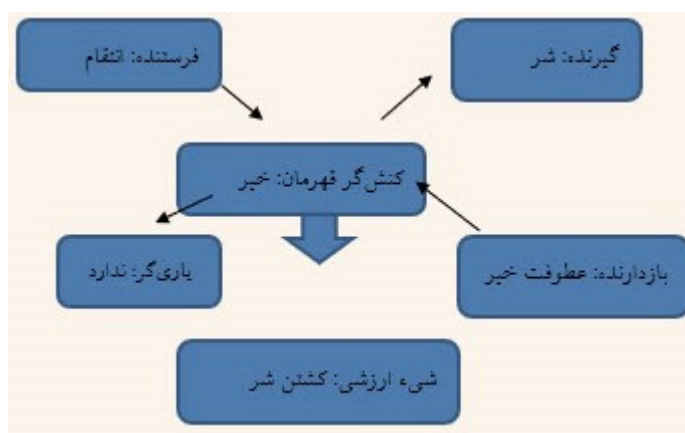 گیرنده: شر
فرستنده: انتقام
کنش‌گر قهرمان: خیر
بازدارنده: عطوفت خیر
یاری‌گر: ندارد
شیء ارزشی: کشتن شر